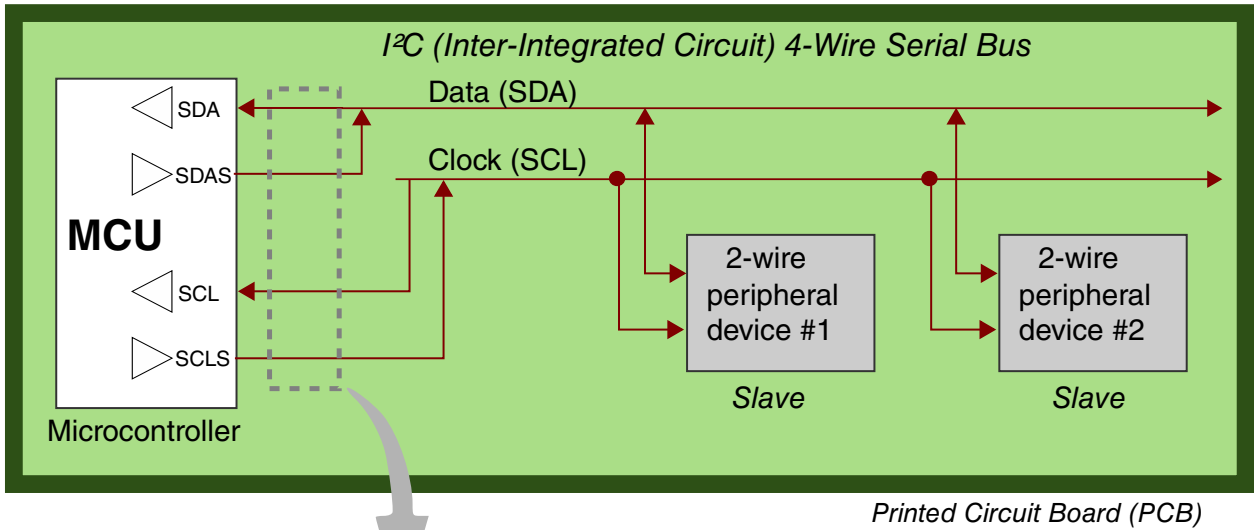 I²C (Inter-Integrated Circuit) 4-Wire Serial Bus
SDA
Data (SDA)
SDAS
Clock (SCL)
MCU
SCL
SCLS
Microcontroller
2-wire
peripheral
device #1
Slave
2-wire
peripheral
device #2
Slave
Printed Circuit Board (PCB)